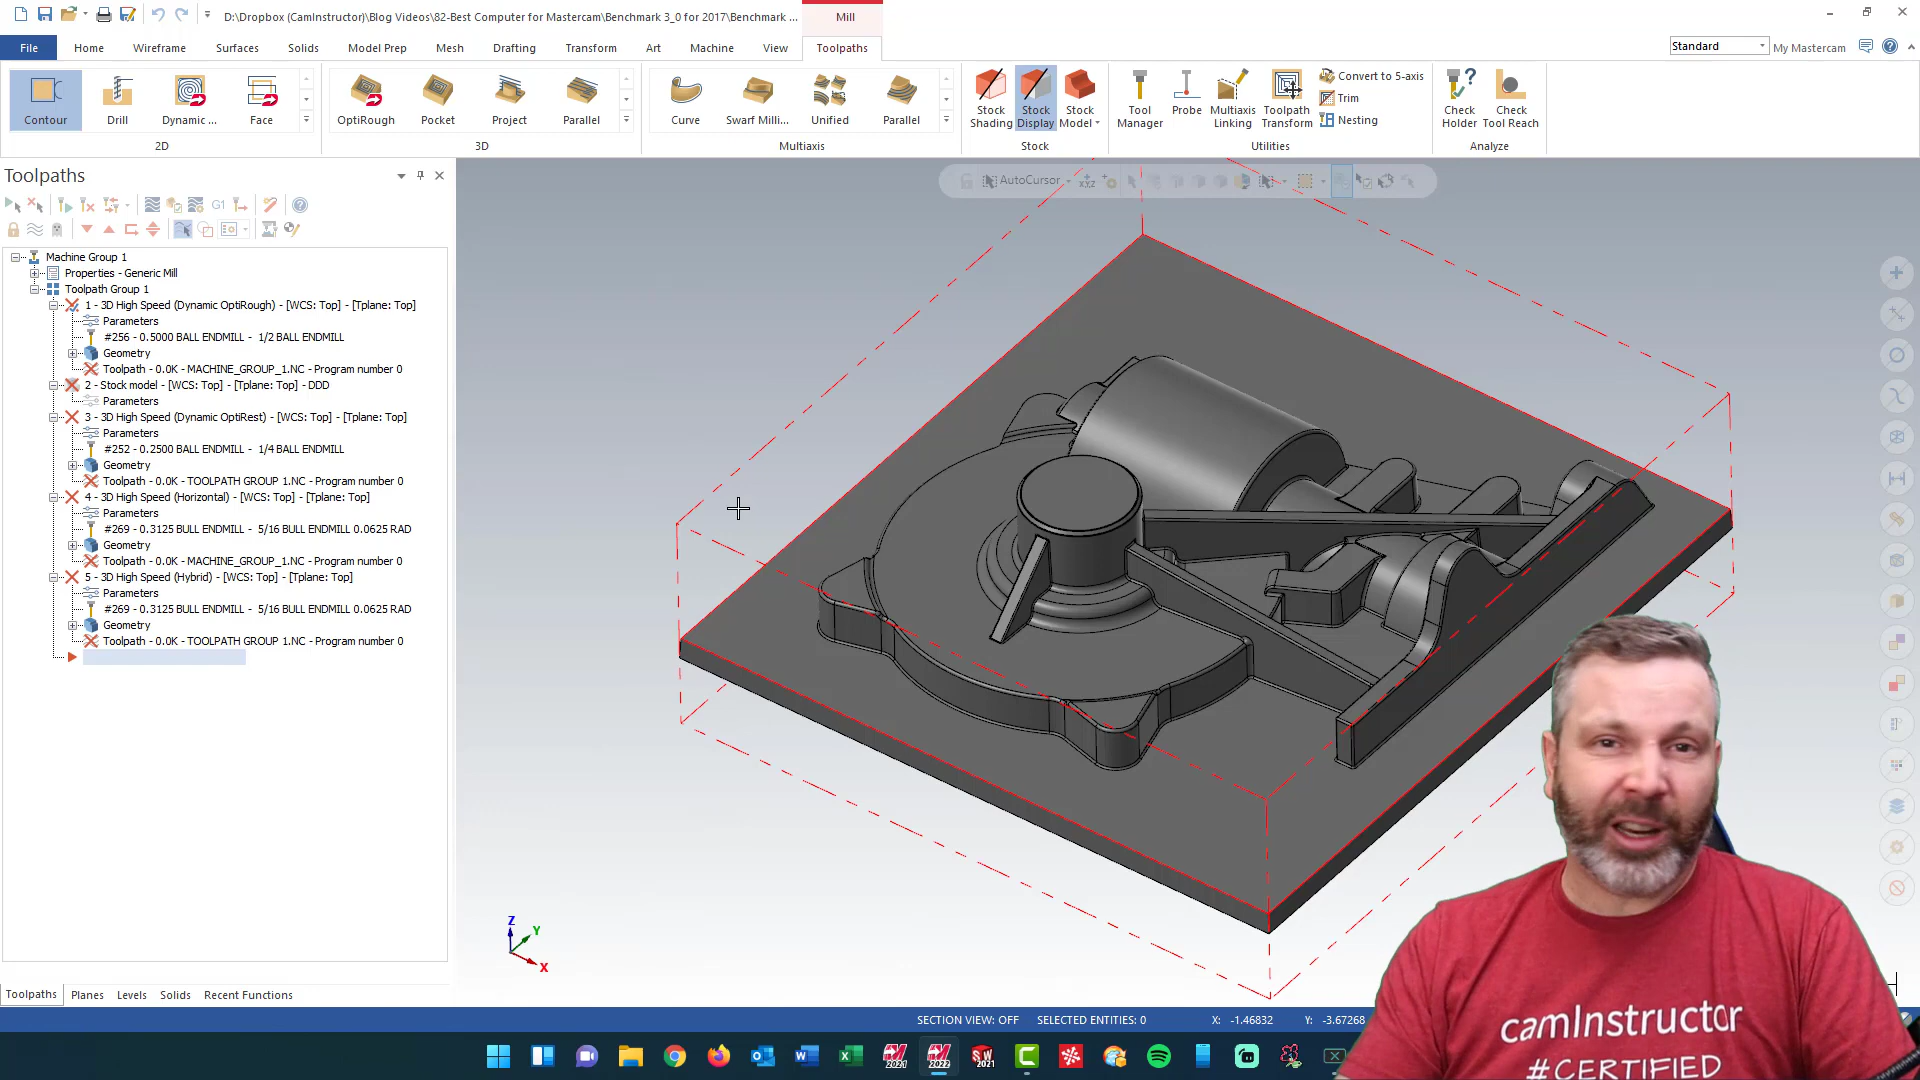 D:\Dropbox (CamInstructor)\Blog Videos\82-Best Computer for Mastercam\Benchmark 3_0 for 2017\Benchmark ...
Mill
File
Home
Wireframe
Surfaces
Solids
Model Prep
Mesh
Drafting
Transform
Art
Machine
View
Toolpaths
Standard
My Mastercam
Contour
Drill
Dynamic ...
Face
OptiRough
Pocket
Project
Parallel
Curve
Swarf Milli...
Unified
Parallel
Stock Shading
Stock Display
Stock Model
Tool Manager
Probe
Multiaxis Linking
Toolpath Transform
Convert to 5-axis
Trim
Nesting
Check Holder
Check Tool Reach
2D
3D
Multiaxis
Stock
Utilities
Analyze
Toolpaths
AutoCursor
G1
Machine Group 1
Properties - Generic Mill
Toolpath Group 1
1 - 3D High Speed (Dynamic OptiRough) - [WCS: Top] - [Tplane: Top]
Parameters
#256 - 0.5000 BALL ENDMILL - 1/2 BALL ENDMILL
Geometry
Toolpath - 0.0K - MACHINE_GROUP_1.NC - Program number 0
2 - Stock model - [WCS: Top] - [Tplane: Top] - DDD
Parameters
3 - 3D High Speed (Dynamic OptiRest) - [WCS: Top] - [Tplane: Top]
Parameters
#252 - 0.2500 BALL ENDMILL - 1/4 BALL ENDMILL
Geometry
Toolpath - 0.0K - TOOLPATH GROUP 1.NC - Program number 0
4 - 3D High Speed (Horizontal) - [WCS: Top] - [Tplane: Top]
Parameters
#269 - 0.3125 BULL ENDMILL - 5/16 BULL ENDMILL 0.0625 RAD
Geometry
Toolpath - 0.0K - MACHINE_GROUP_1.NC - Program number 0
5 - 3D High Speed (Hybrid) - [WCS: Top] - [Tplane: Top]
Parameters
#269 - 0.3125 BULL ENDMILL - 5/16 BULL ENDMILL 0.0625 RAD
Geometry
Toolpath - 0.0K - TOOLPATH GROUP 1.NC - Program number 0
Z
Y
X
Toolpaths
Planes
Levels
Solids
Recent Functions
SECTION VIEW: OFF
SELECTED ENTITIES: 0
X: -1.46832
Y: -3.67268
camInstructor
#CERTIFIED
2021
2022
SW
2021